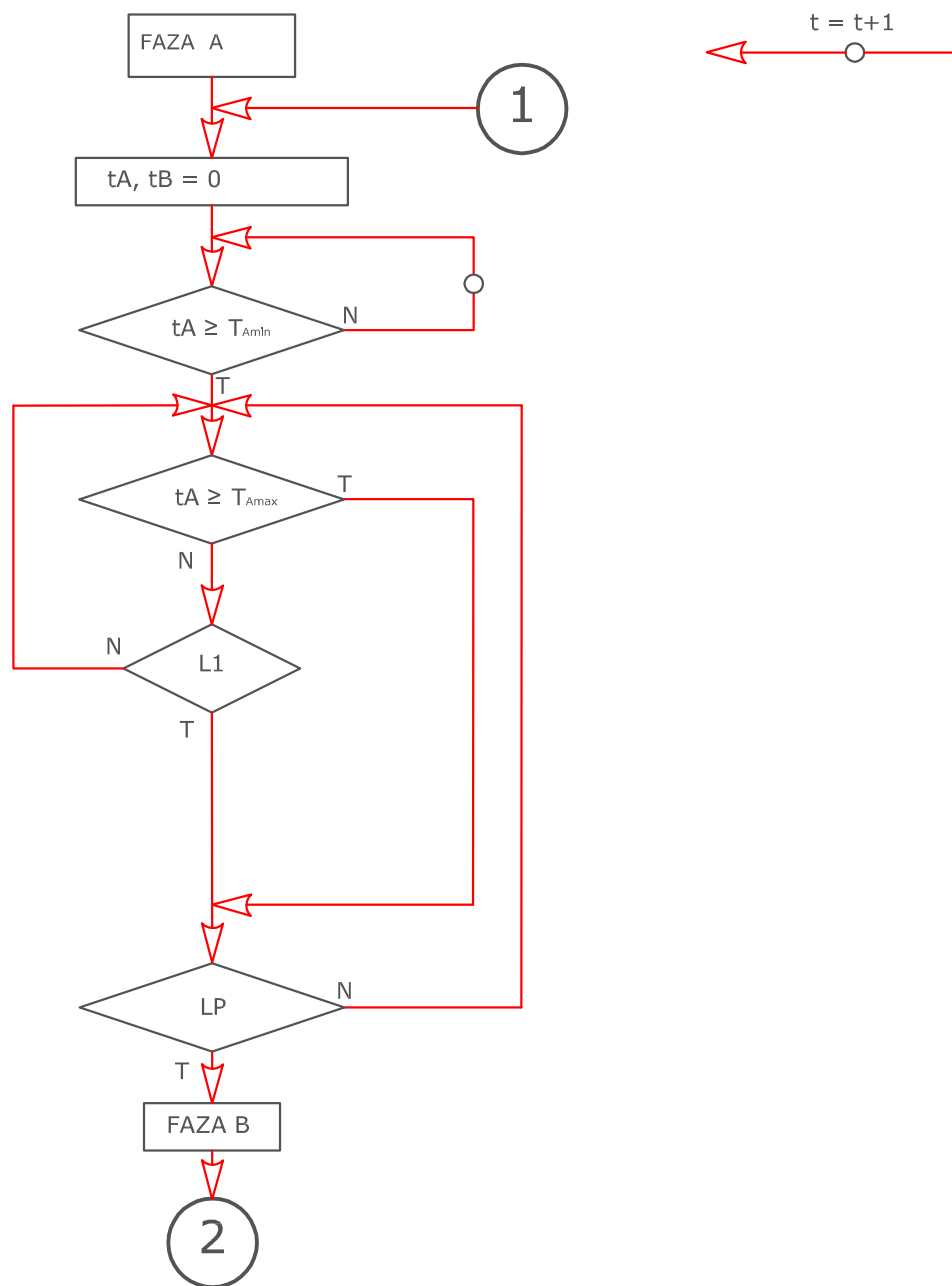 FAZA A
t = t+1
1
tA, tB = 0
tA ≥ TAmin
N
T
tA ≥ TAmax
T
N
L1
N
T
LP
N
T
FAZA B
2